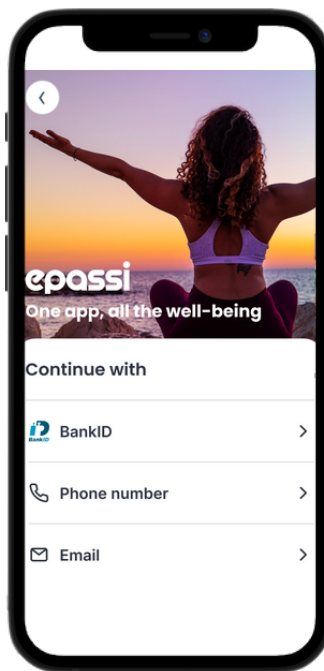 epassi
One app, all the well-being
Continue with
BankID
BankID
Phone number
Email